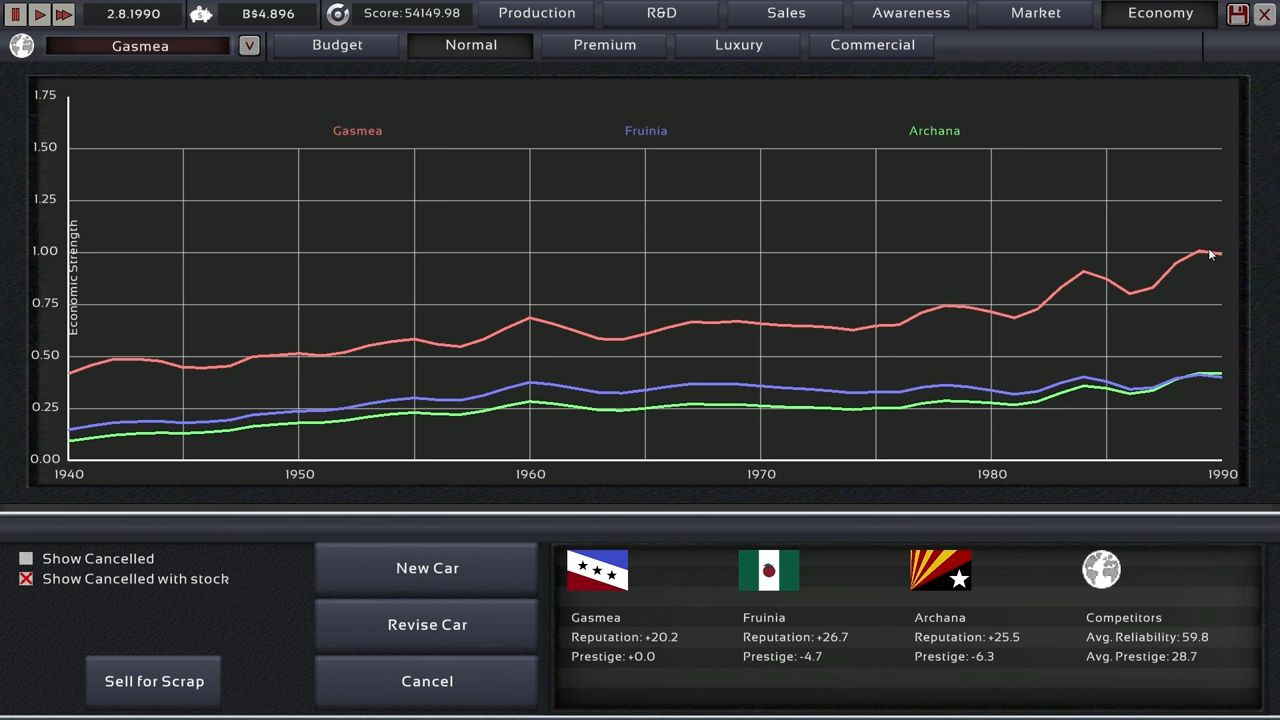 2.8.1990 B$4.896 Score: 54149.98 Production R&D Sales Awareness Market Economy
Gasmea V Budget Normal Premium Luxury Commercial
1.75
Gasmea Fruinia Archana
1.50
1.25
1.00
0.75
0.50
0.25
0.00
Economic Strength
1940 1950 1960 1970 1980 1990
Show Cancelled
Show Cancelled with stock
Sell for Scrap
New Car
Revise Car
Cancel
Gasmea
Reputation: +20.2
Prestige: +0.0
Fruinia
Reputation: +26.7
Prestige: -4.7
Archana
Reputation: +25.5
Prestige: -6.3
Competitors
Avg. Reliability: 59.8
Avg. Prestige: 28.7